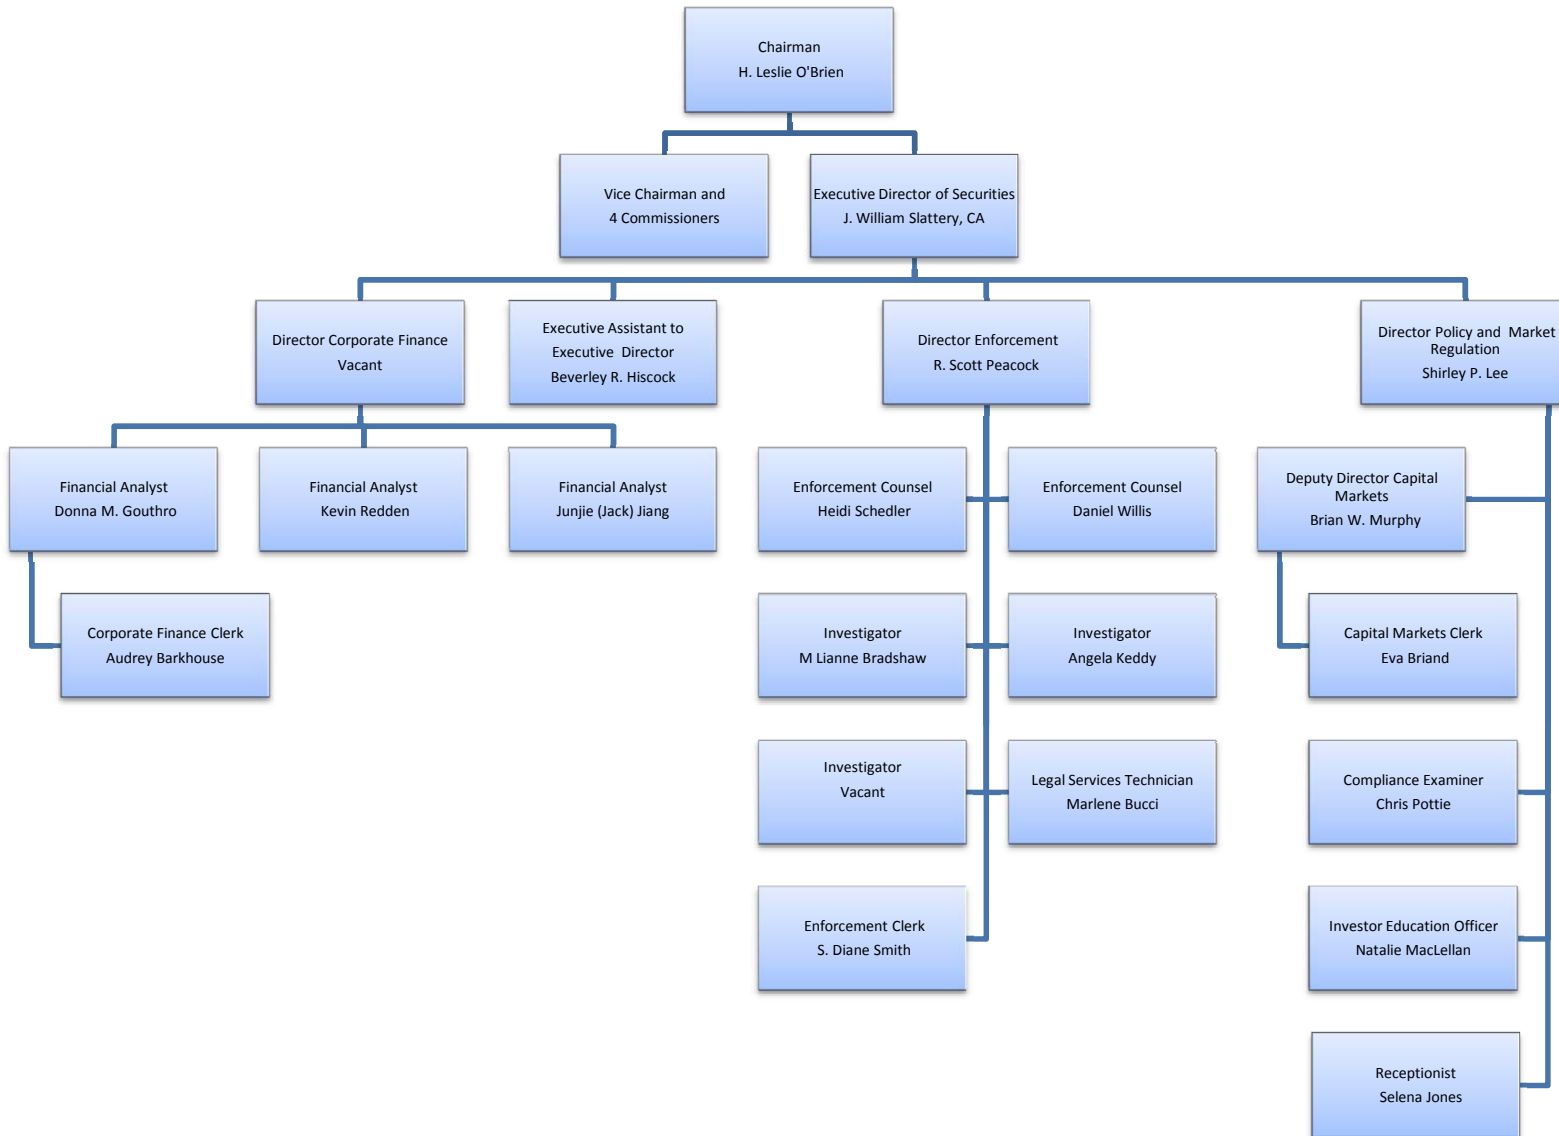 Chairman
H. Leslie O'Brien
Vice Chairman and
4 Commissioners
Executive Director of Securities
J. William Slattery, CA
Director Corporate Finance
Vacant
Executive Assistant to
Executive Director
Beverley R. Hiscock
Director Enforcement
R. Scott Peacock
Director Policy and Market
Regulation
Shirley P. Lee
Financial Analyst
Donna M. Gouthro
Financial Analyst
Kevin Redden
Financial Analyst
Junjie (Jack) Jiang
Enforcement Counsel
Heidi Schedler
Enforcement Counsel
Daniel Willis
Deputy Director Capital
Markets
Brian W. Murphy
Corporate Finance Clerk
Audrey Barkhouse
Investigator
M Lianne Bradshaw
Investigator
Angela Keddy
Capital Markets Clerk
Eva Briand
Investigator
Vacant
Legal Services Technician
Marlene Bucci
Compliance Examiner
Chris Pottie
Enforcement Clerk
S. Diane Smith
Investor Education Officer
Natalie MacLellan
Receptionist
Selena Jones